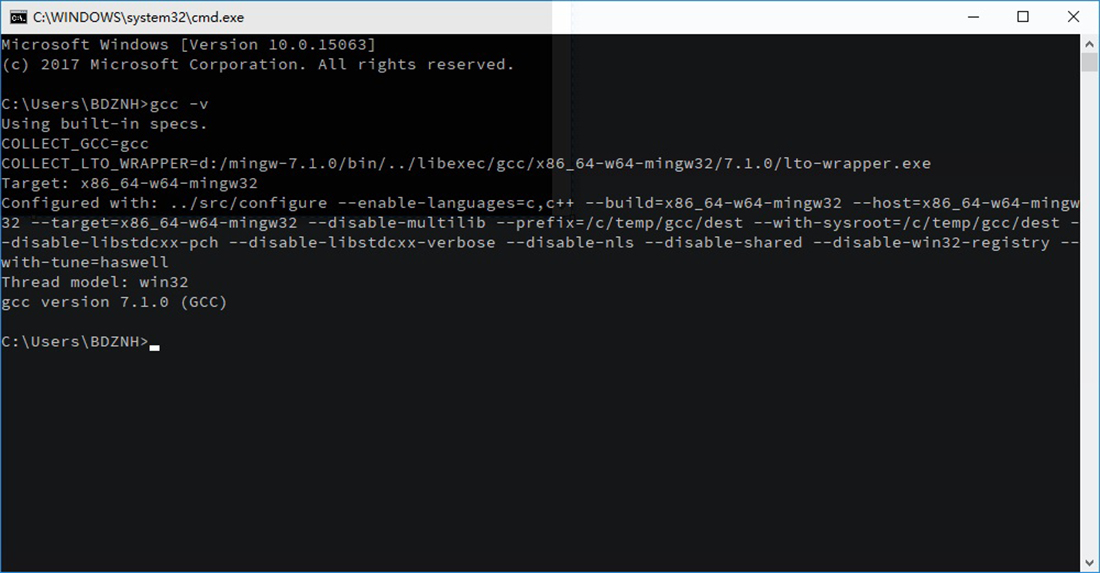 C:\WINDOWS\system32\cmd.exe
Microsoft Windows [Version 10.0.15063]
(c) 2017 Microsoft Corporation. All rights reserved.
C:\Users\BDZNH>gcc -v
Using built-in specs.
COLLECT_GCC=gcc
COLLECT_LTO_WRAPPER=d:/mingw-7.1.0/bin/../libexec/gcc/x86_64-w64-mingw32/7.1.0/lto-wrapper.exe
Target: x86_64-w64-mingw32
Configured with: ../src/configure --enable-languages=c,c++ --build=x86_64-w64-mingw32 --host=x86_64-w64-mingw
32 --target=x86_64-w64-mingw32 --disable-multilib --prefix=/c/temp/gcc/dest --with-sysroot=/c/temp/gcc/dest -
-disable-libstdcxx-pch --disable-libstdcxx-verbose --disable-nls --disable-shared --disable-win32-registry --
with-tune=haswell
Thread model: win32
gcc version 7.1.0 (GCC)
C:\Users\BDZNH>